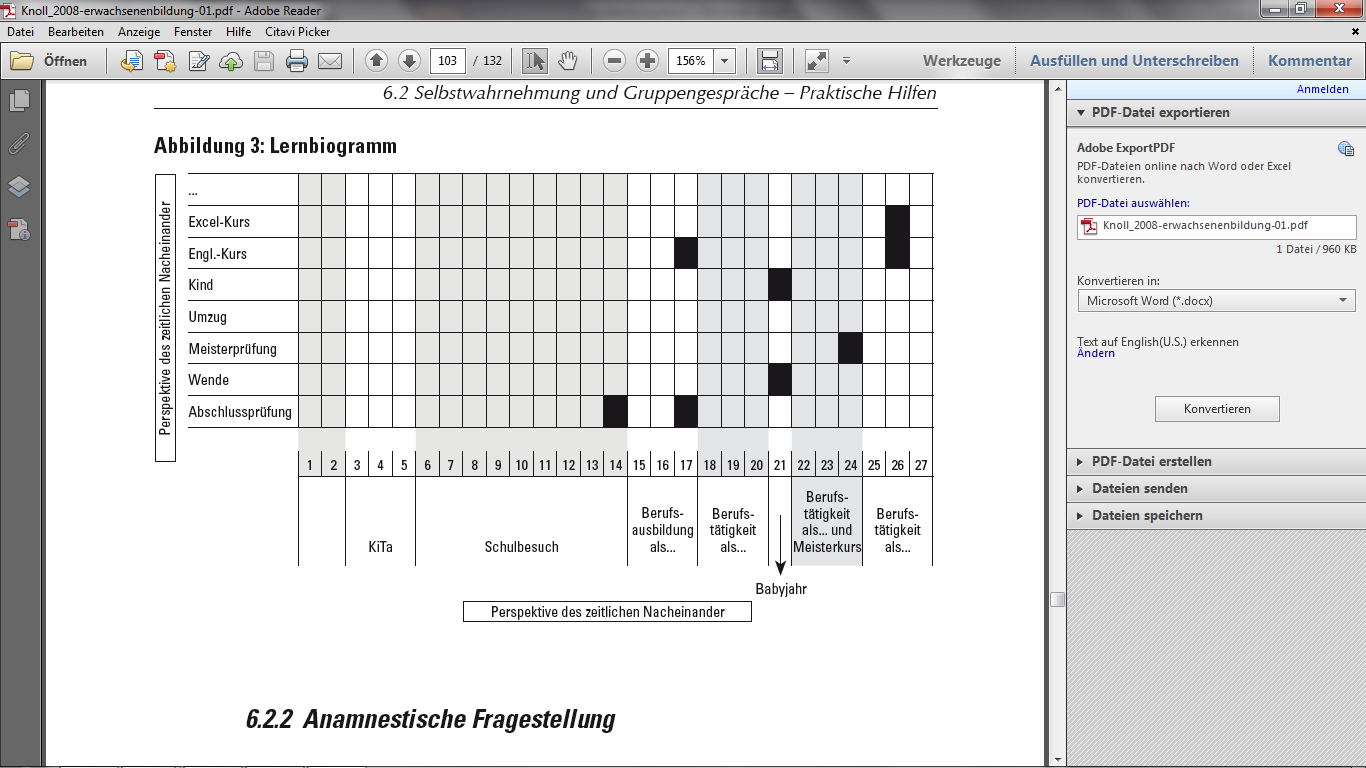 Knoll_2008-erwachsenenbildung-01.pdf - Adobe Reader
Datei Bearbeiten Anzeige Fenster Hilfe Citavi Picker
Öffnen 103 / 132 156% Werkzeuge Ausfüllen und Unterschreiben Kommentar
6.2 Selbstwahrnehmung und Gruppengespräche – Praktische Hilfen
Abbildung 3: Lernbiogramm
Perspektive des zeitlichen Nacheinander
...
Excel-Kurs
Engl.-Kurs
Kind
Umzug
Meisterprüfung
Wende
Abschlussprüfung
1 2 3 4 5 6 7 8 9 10 11 12 13 14 15 16 17 18 19 20 21 22 23 24 25 26 27
KiTa
Schulbesuch
Berufs-
ausbildung
als...
Berufs-
tätigkeit
als...
Babyjahr
Berufs-
tätigkeit
als... und
Meisterkurs
Berufs-
tätigkeit
als...
Perspektive des zeitlichen Nacheinander
6.2.2 Anamnestische Fragestellung
Anmelden
PDF-Datei exportieren
Adobe ExportPDF
PDF-Dateien online nach Word oder Excel
konvertieren.
PDF-Datei auswählen:
Knoll_2008-erwachsenenbildung-01.pdf
1 Datei / 960 KB
Konvertieren in:
Microsoft Word (*.docx)
Text auf English(U.S.) erkennen
Ändern
Konvertieren
PDF-Datei erstellen
Dateien senden
Dateien speichern